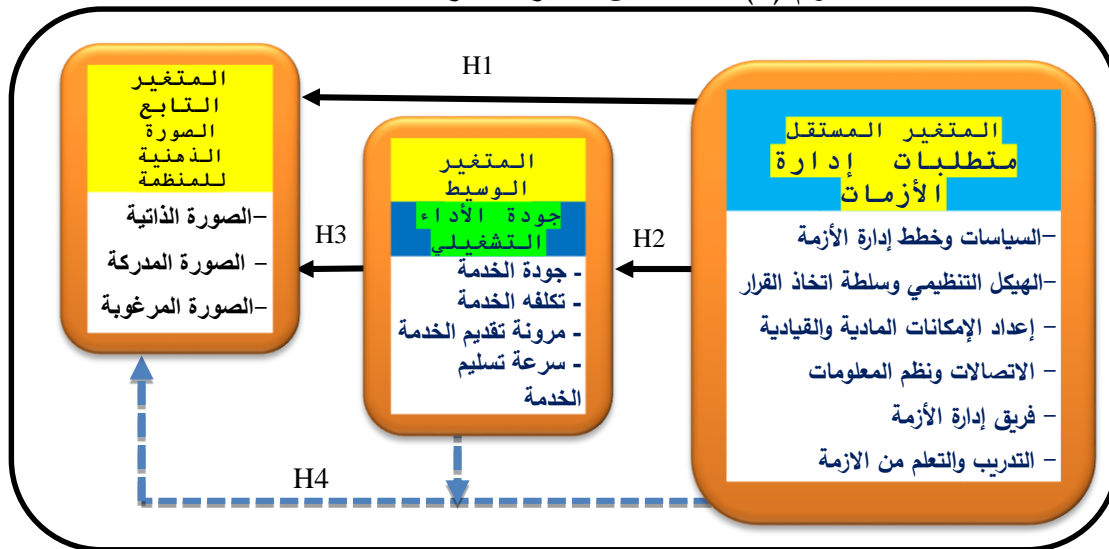 المتغير المستقل
متطلبات إدارة
الأزمات
–السياسات وخطط إدارة الأزمة
–الهيكل التنظيمي وسلطة اتخاذ القرار
– إعداد الإمكانات المادية والقيادية
– الاتصالات ونظم المعلومات
– فريق إدارة الأزمة
– التدريب والتعلم من الازمة
H1
H2
المتغير
الوسيط
جودة الأداء
التشغيلي
- جودة الخدمة
- تكلفه الخدمة
- مرونة تقديم الخدمة
- سرعة تسليم
الخدمة
H3
المتغير
التابع
الصورة
الذهنية
للمنظمة
–الصورة الذاتية
– الصورة المدركة
–الصورة المرغوبة
H4